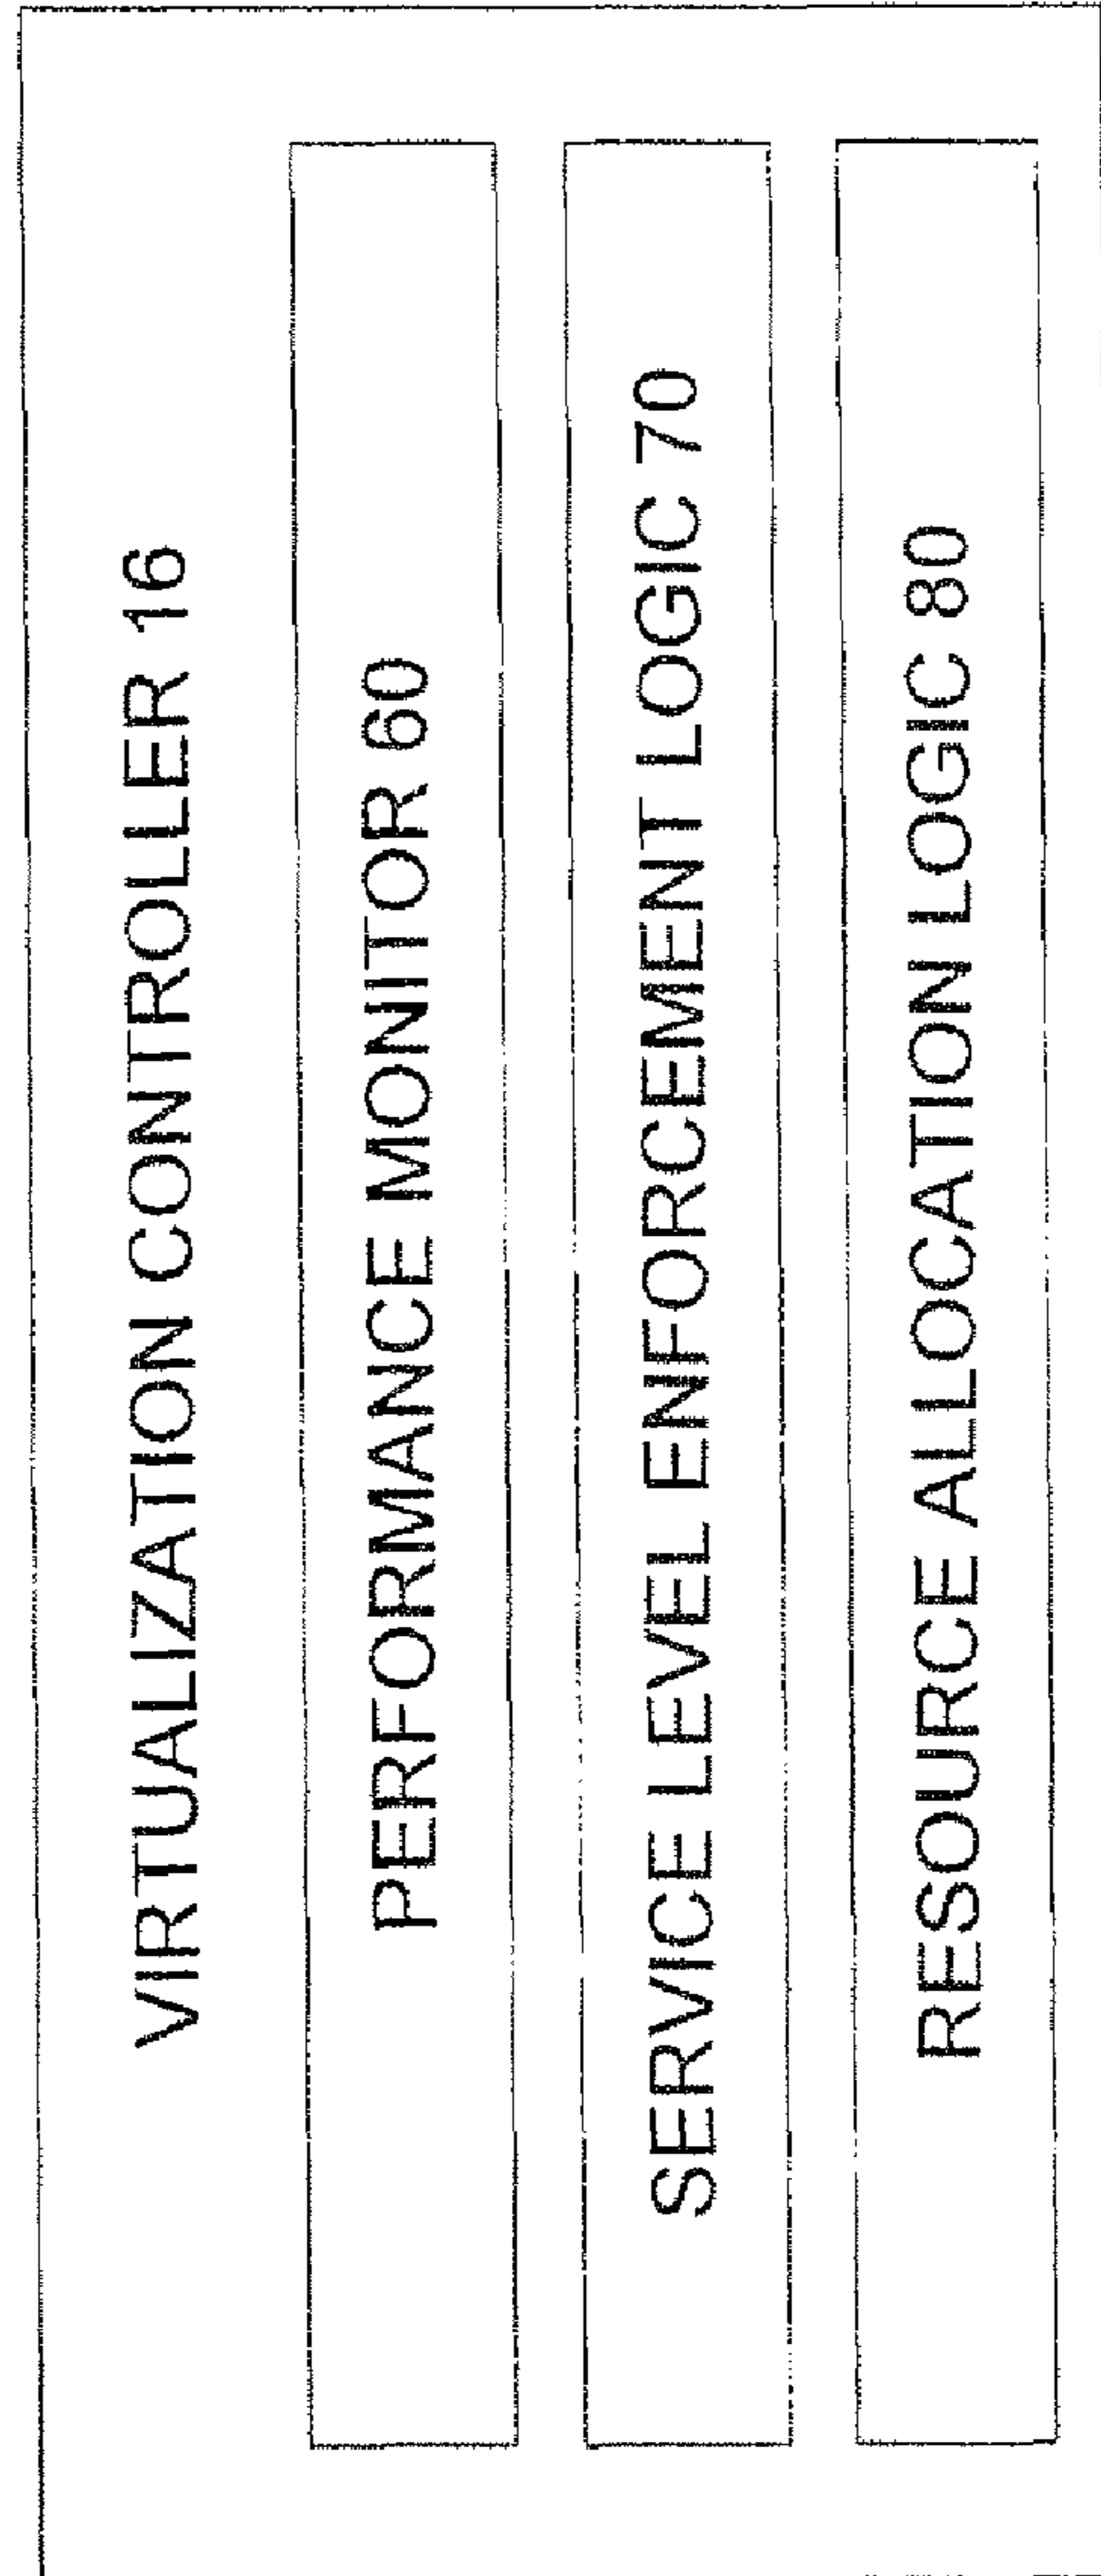 VIRTUALIZATION CONTROLLER 16
PERFORMANCE MONITOR 60
SERVICE LEVEL ENFORCEMENT LOGIC 70
RESOURCE ALLOCATION LOGIC 80